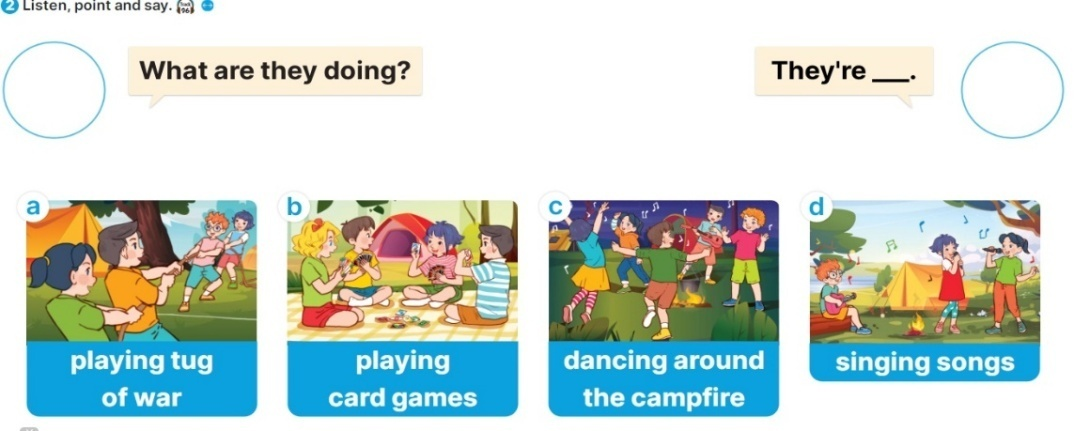 2 Listen, point and say.
What are they doing?
They're ___.
a
b
c
d
playing tug
of war
playing
card games
dancing around
the campfire
singing songs